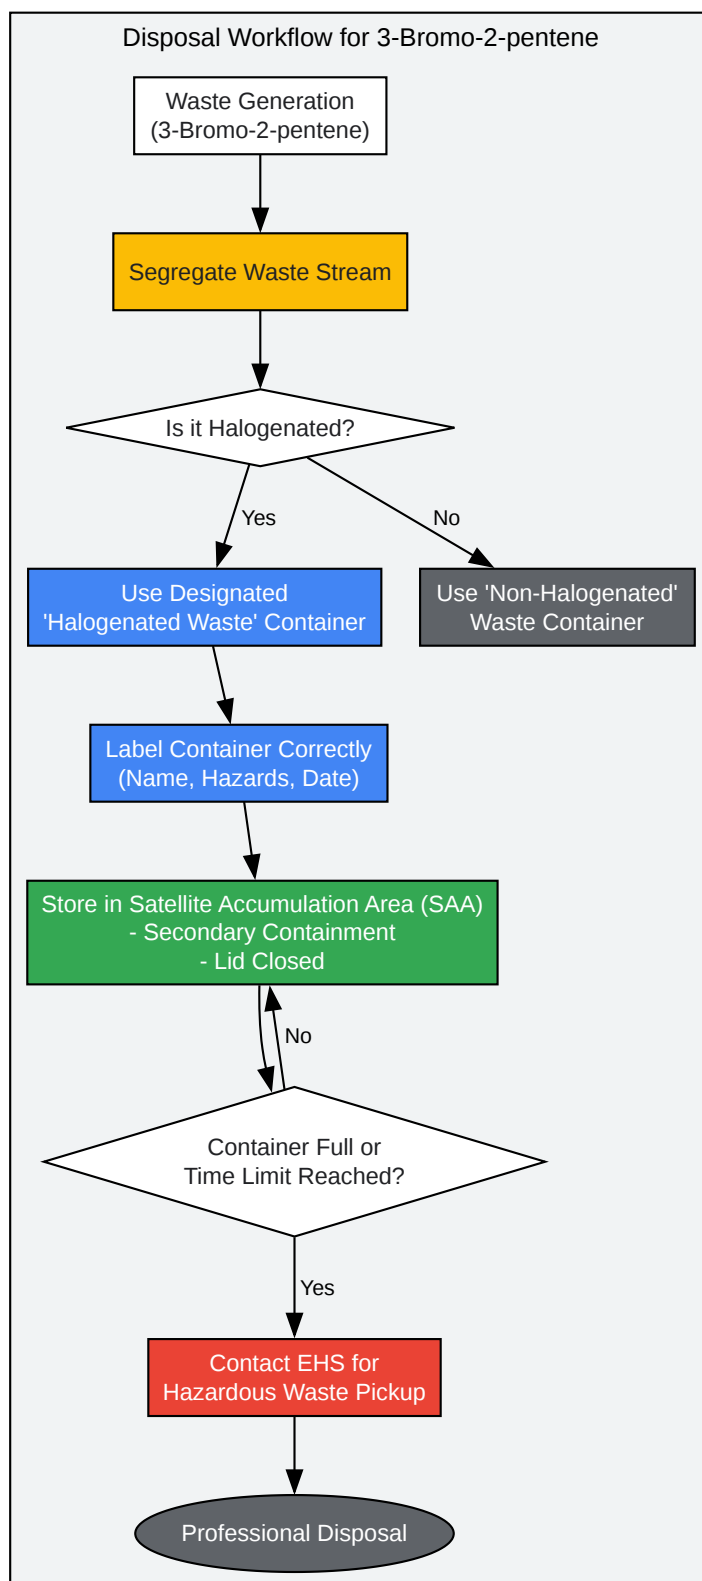 Disposal Workflow for 3-Bromo-2-pentene
Waste Generation
(3-Bromo-2-pentene)
Segregate Waste Stream
Is it Halogenated?
Yes
No
Use Designated
'Halogenated Waste' Container
Use 'Non-Halogenated'
Waste Container
Label Container Correctly
(Name, Hazards, Date)
Store in Satellite Accumulation Area (SAA)
- Secondary Containment
- Lid Closed
No
Container Full or
Time Limit Reached?
Yes
Contact EHS for
Hazardous Waste Pickup
Professional Disposal